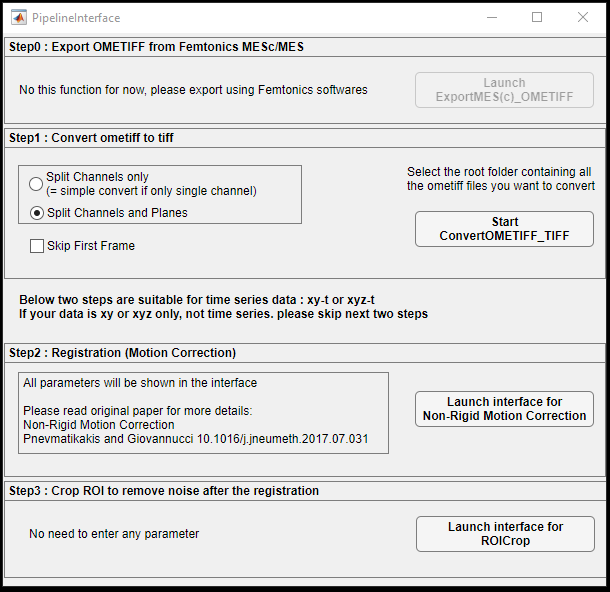 PipelineInterface
Step0 : Export OMETIFF from Femtonics MESc/MES
No this function for now, please export using Femtonics softwares
Launch
ExportMES(c)_OMETIFF
Step1 : Convert ometiff to tiff
Split Channels only
(= simple convert if only single channel)
Split Channels and Planes
Skip First Frame
Select the root folder containing all
the ometiff files you want to convert
Start
ConvertOMETIFF_TIFF
Below two steps are suitable for time series data : xy-t or xyz-t
If your data is xy or xyz only, not time series. please skip next two steps
Step2 : Registration (Motion Correction)
All parameters will be shown in the interface
Please read original paper for more details:
Non-Rigid Motion Correction
Pnevmatikakis and Giovannucci 10.1016/j.jneumeth.2017.07.031
Launch interface for
Non-Rigid Motion Correction
Step3 : Crop ROI to remove noise after the registration
No need to enter any parameter
Launch interface for
ROICrop